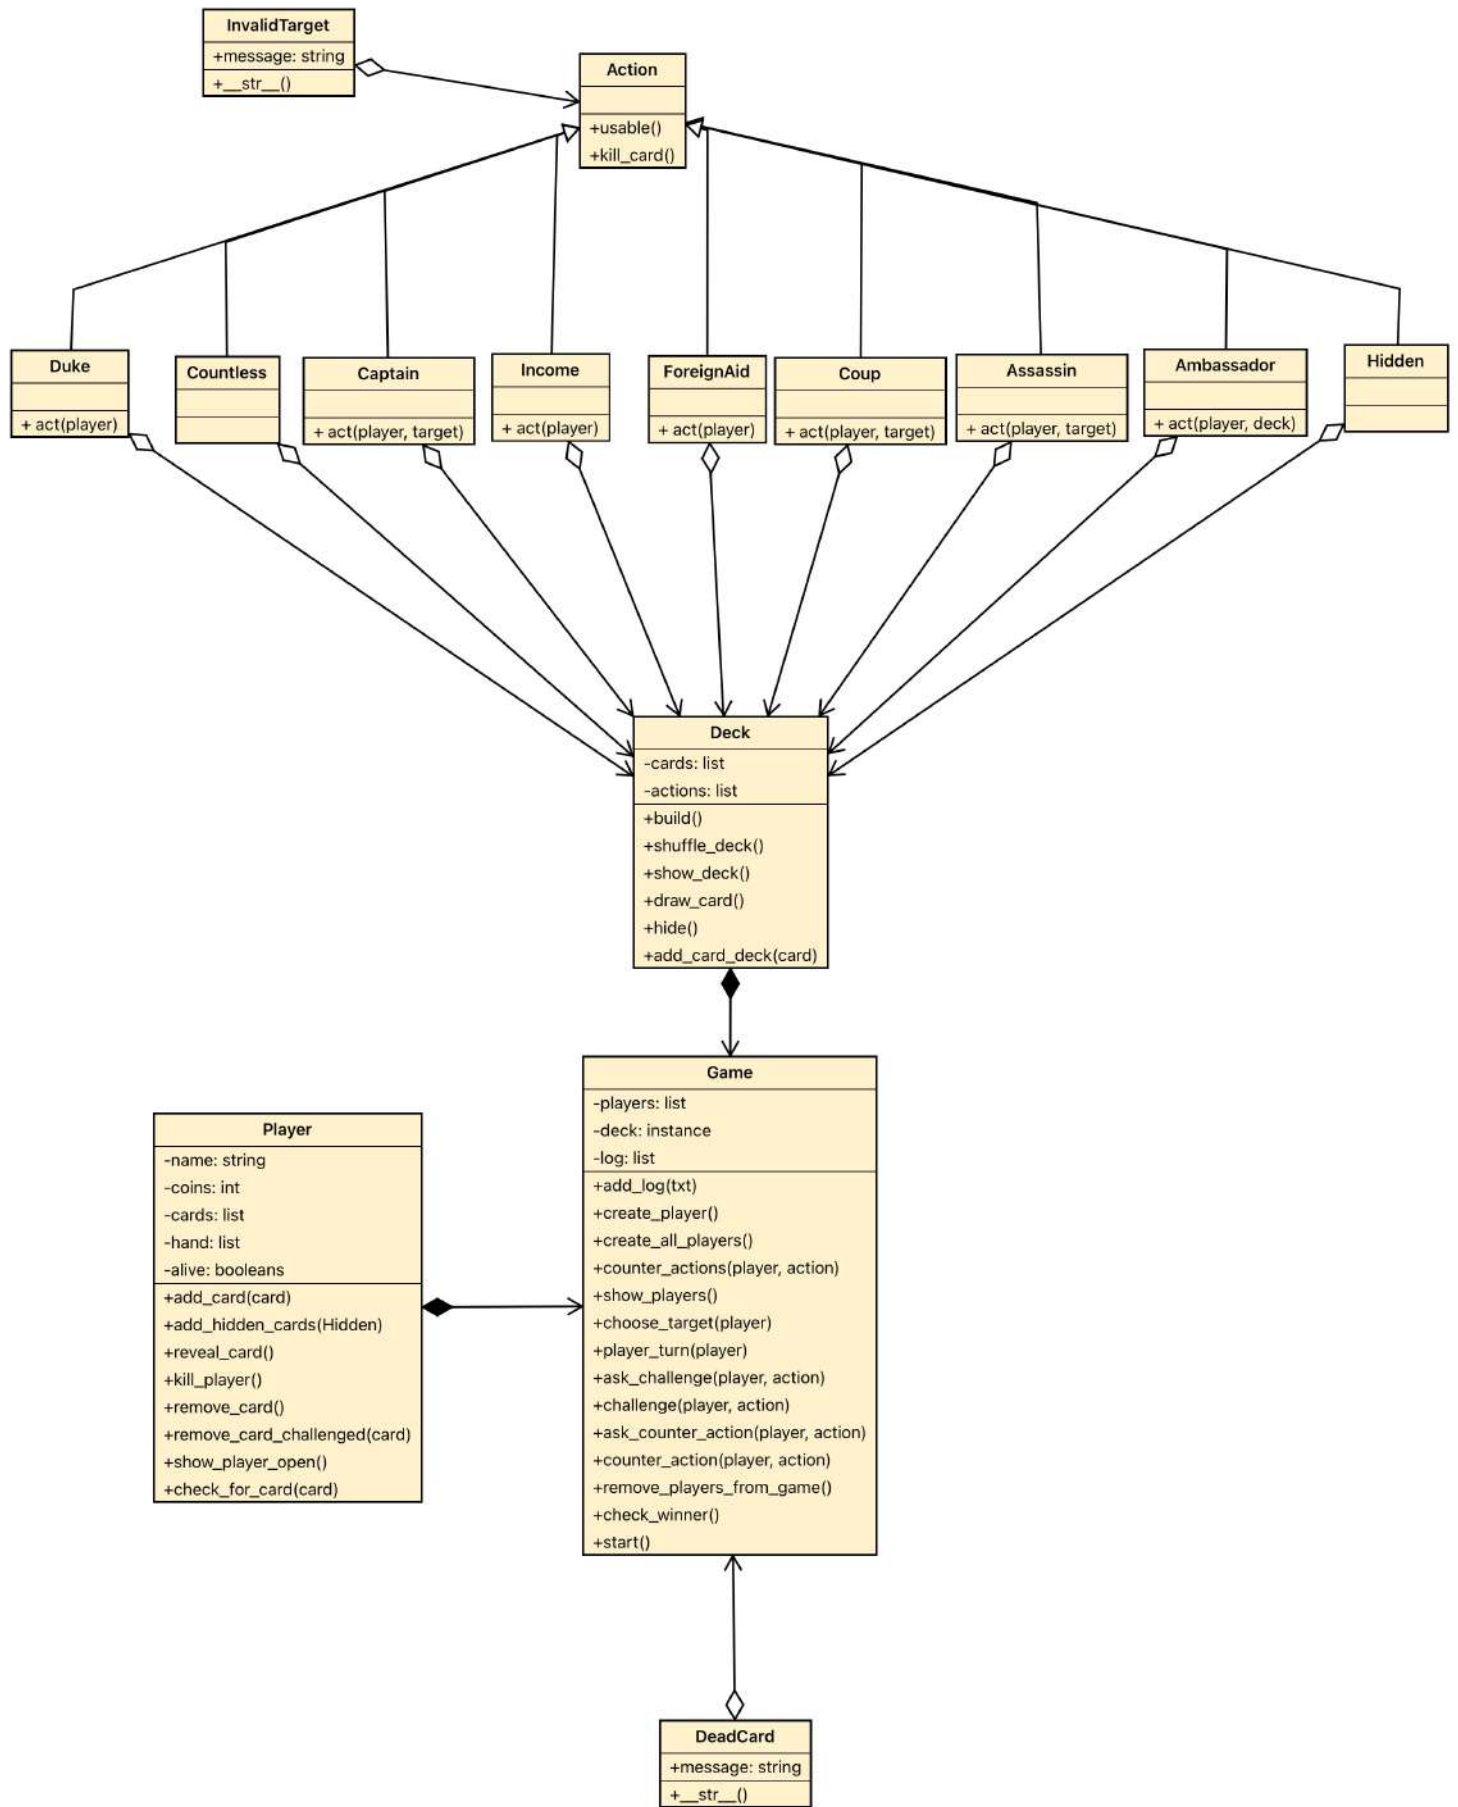 InvalidTarget
+message: string
+__str__()
Action
+usable()
+kill_card()
Duke
+ act(player)
Countless
Captain
+ act(player, target)
Income
+ act(player)
ForeignAid
+ act(player)
Coup
+ act(player, target)
Assassin
+ act(player, target)
Ambassador
+ act(player, deck)
Hidden
Deck
-cards: list
-actions: list
+build()
+shuffle_deck()
+show_deck()
+draw_card()
+hide()
+add_card_deck(card)
Game
-players: list
-deck: instance
-log: list
+add_log(txt)
+create_player()
+create_all_players()
+counter_actions(player, action)
+show_players()
+choose_target(player)
+player_turn(player)
+ask_challenge(player, action)
+challenge(player, action)
+ask_counter_action(player, action)
+counter_action(player, action)
+remove_players_from_game()
+check_winner()
+start()
Player
-name: string
-coins: int
-cards: list
-hand: list
-alive: booleans
+add_card(card)
+add_hidden_cards(Hidden)
+reveal_card()
+kill_player()
+remove_card()
+remove_card_challenged(card)
+show_player_open()
+check_for_card(card)
DeadCard
+message: string
+__str__()